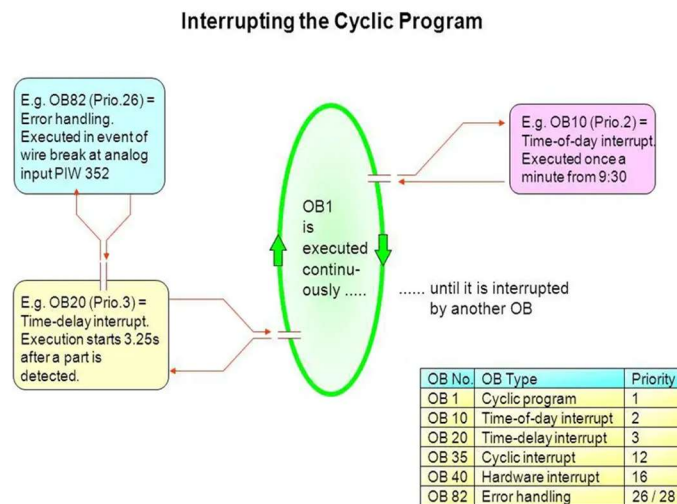 Interrupting the Cyclic Program
E.g. OB82 (Prio.26) =
Error handling.
Executed in event of
wire break at analog
input PIW 352
E.g. OB10 (Prio.2) =
Time-of-day interrupt.
Executed once a
minute from 9:30
OB1
is
executed
continu-
ously .....
...... until it is interrupted
by another OB
E.g. OB20 (Prio.3) =
Time-delay interrupt.
Execution starts 3.25s
after a part is
detected.
OB No. OB Type Priority
OB 1 Cyclic program 1
OB 10 Time-of-day interrupt 2
OB 20 Time-delay interrupt 3
OB 35 Cyclic interrupt 12
OB 40 Hardware interrupt 16
OB 82 Error handling 26 / 28